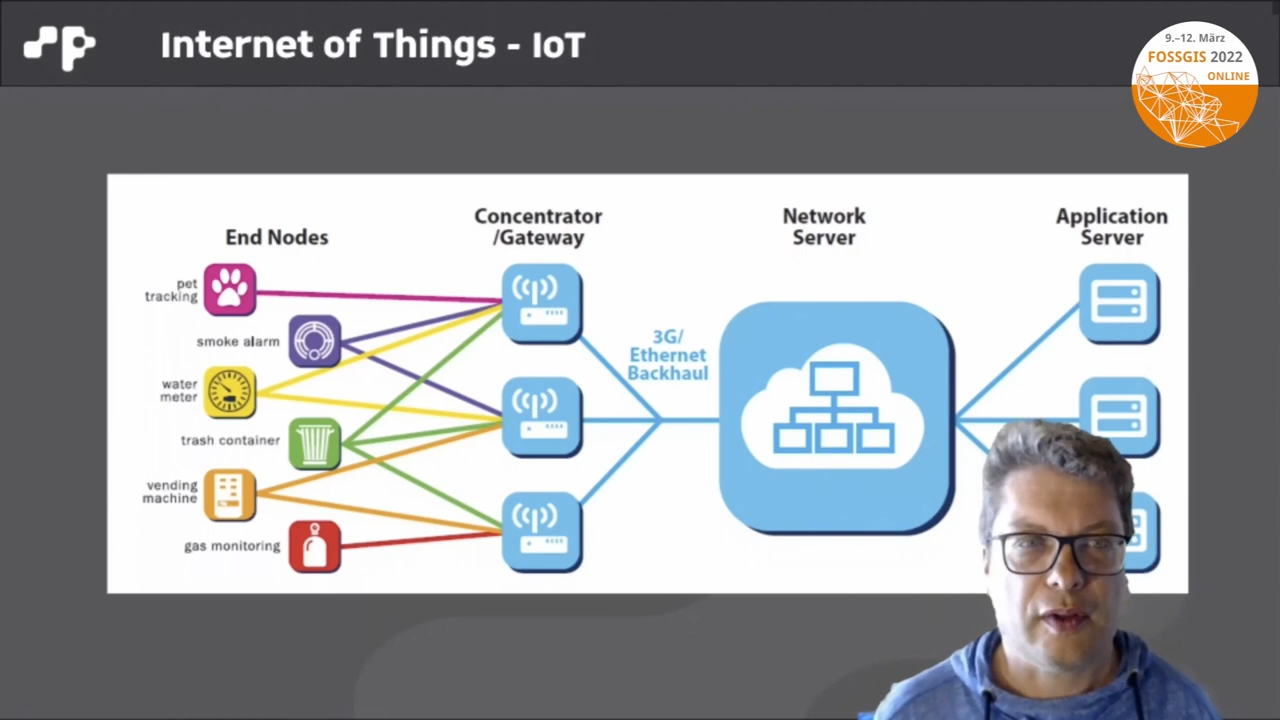 Internet of Things - IoT
9.–12. März
FOSSGIS 2022
ONLINE
End Nodes
Concentrator
/Gateway
Network
Server
Application
Server
pet
tracking
smoke alarm
water
meter
trash container
vending
machine
gas monitoring
3G/
Ethernet
Backhaul